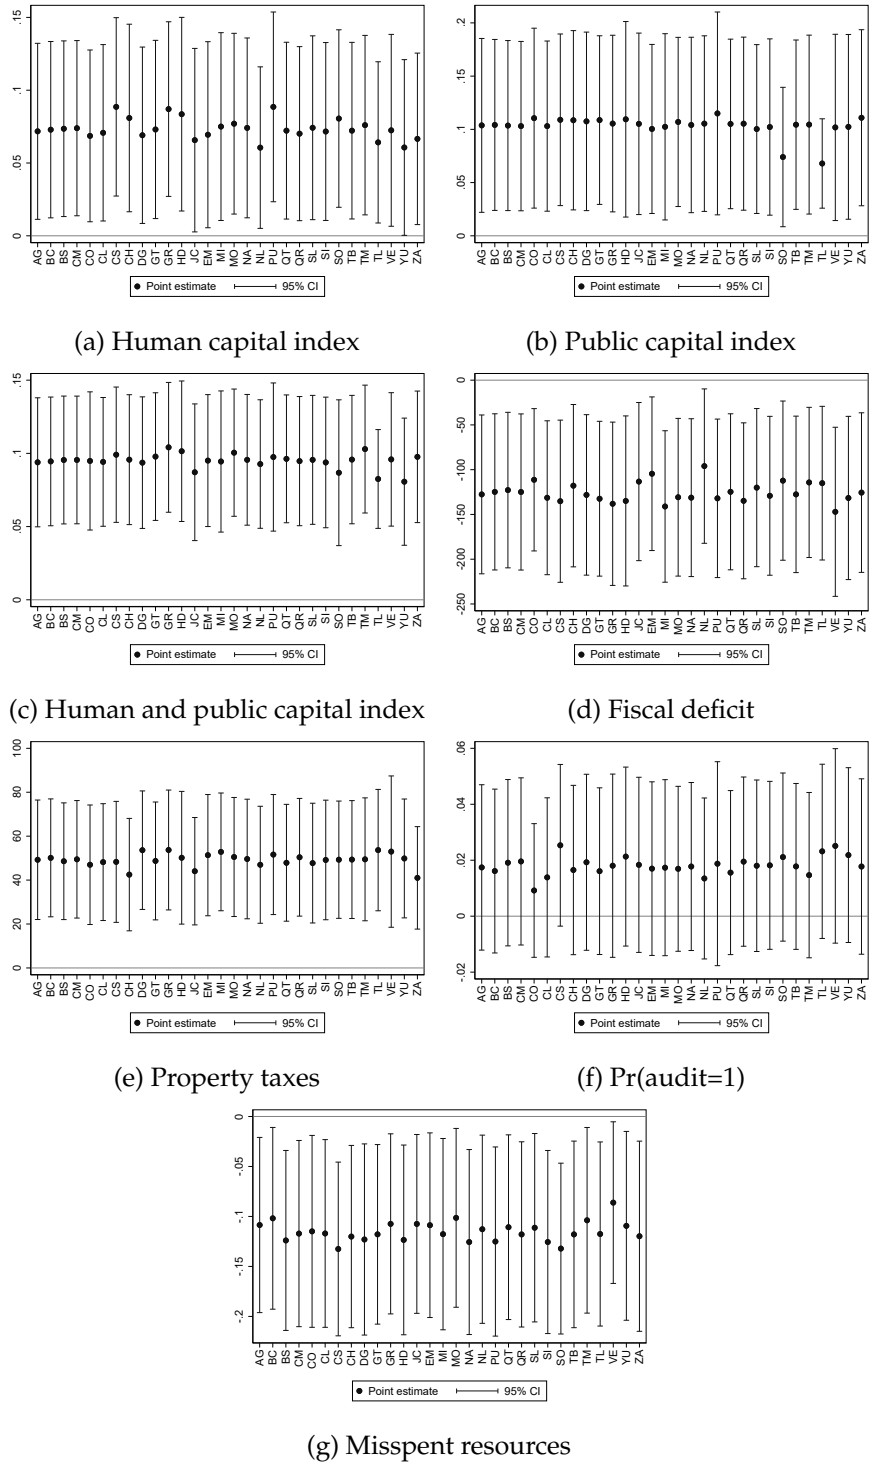 0 .05 .1 .15
AG BC BS CM CO CL CS CH DG GT GR HD JC EM MI MO NA NL PU QT QR SL SI SO TB TM TL VE YU ZA
Point estimate 95% CI
(a) Human capital index
0 .05 .1 .15 .2
AG BC BS CM CO CL CS CH DG GT GR HD JC EM MI MO NA NL PU QT QR SL SI SO TB TM TL VE YU ZA
Point estimate 95% CI
(b) Public capital index
0 .05 .1 .15
AG BC BS CM CO CL CS CH DG GT GR HD JC EM MI MO NA NL PU QT QR SL SI SO TB TM TL VE YU ZA
Point estimate 95% CI
(c) Human and public capital index
-250 -200 -150 -100 -50 0
AG BC BS CM CO CL CS CH DG GT GR HD JC EM MI MO NA NL PU QT QR SL SI SO TB TM TL VE YU ZA
Point estimate 95% CI
(d) Fiscal deficit
0 20 40 60 80 100
AG BC BS CM CO CL CS CH DG GT GR HD JC EM MI MO NA NL PU QT QR SL SI SO TB TM TL VE YU ZA
Point estimate 95% CI
(e) Property taxes
-.02 0 .02 .04 .06
AG BC BS CM CO CL CS CH DG GT GR HD JC EM MI MO NA NL PU QT QR SL SI SO TB TM TL VE YU ZA
Point estimate 95% CI
(f) Pr(audit=1)
-.2 -.15 -.1 -.05 0
AG BC BS CM CO CL CS CH DG GT GR HD JC EM MI MO NA NL PU QT QR SL SI SO TB TM TL VE YU ZA
Point estimate 95% CI
(g) Misspent resources